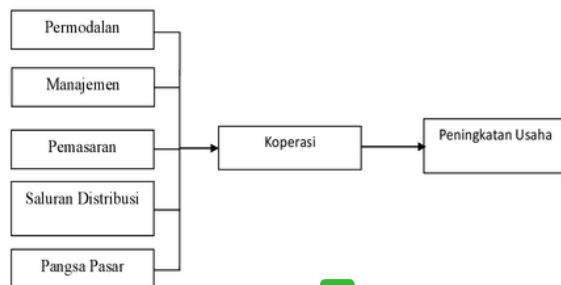 Permodalan
Manajemen
Pemasaran
Saluran Distribusi
Pangsa Pasar
Koperasi
Peningkatan Usaha